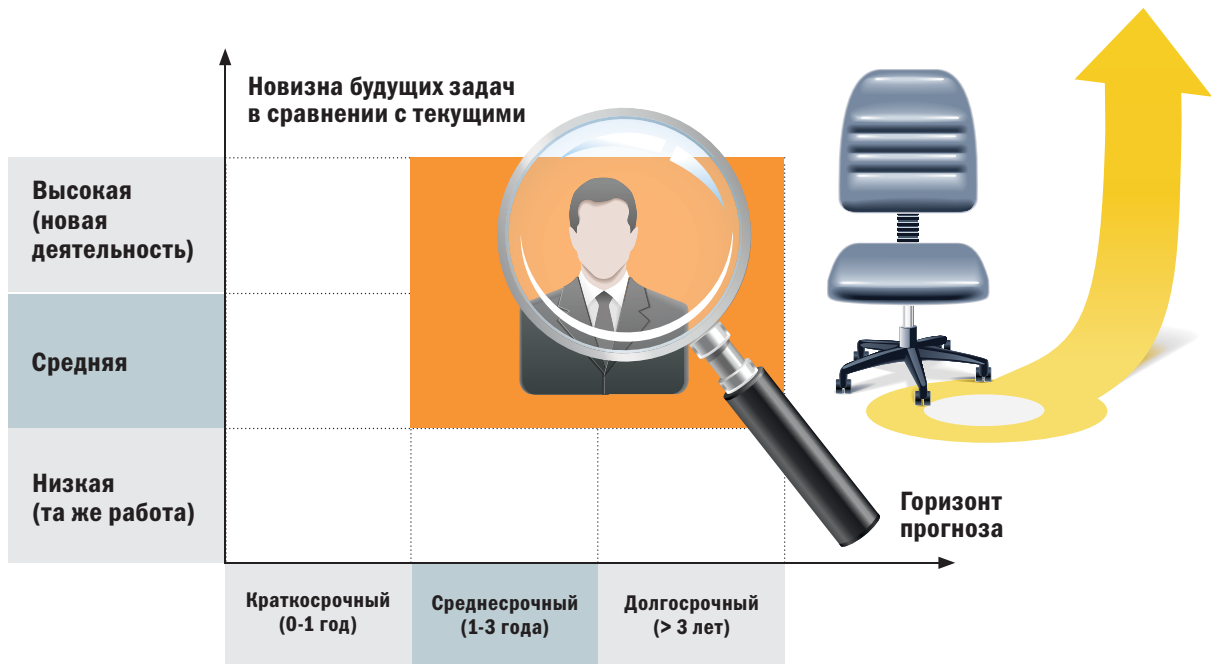 Новизна будущих задач
в сравнении с текущими
Высокая
(новая
деятельность)
Средняя
Низкая
(та же работа)
Горизонт
прогноза
Краткосрочный
(0-1 год)
Среднесрочный
(1-3 года)
Долгосрочный
(> 3 лет)